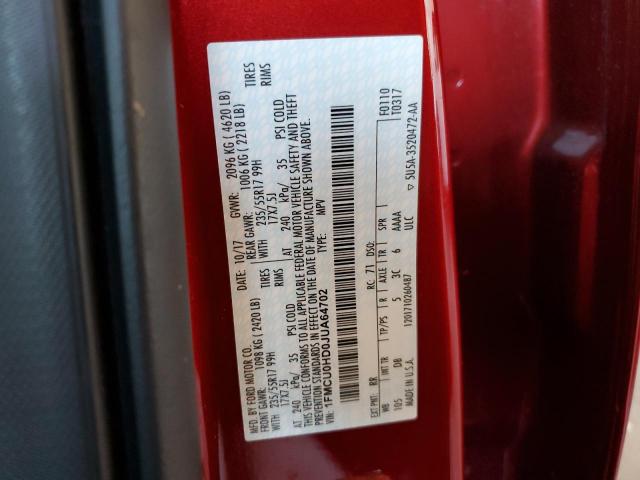 MFD. BY FORD MOTOR CO.
DATE: 10/17 GVWR: 2096 KG ( 4620 LB)
FRONT GAWR: 1098 KG ( 2420 LB) REAR GAWR: 1006 KG ( 2218 LB)
WITH 235/55R17 99H WITH 235/55R17 99H TIRES
17X7.5J 17X7.5J RIMS
AT 240 kPa/ 35 PSI COLD AT 240 kPa/ 35 PSI COLD
THIS VEHICLE CONFORMS TO ALL APPLICABLE FEDERAL MOTOR VEHICLE SAFETY AND THEFT
PREVENTION STANDARDS IN EFFECT ON THE DATE OF MANUFACTURE SHOWN ABOVE.
VIN: 1FMCU0HD0JUA64702 TYPE: MPV
F0110
T0317
EXT PNT: RR RC: 71 DSO:
WB INT TR TP/PS R AXLE TR SPR
105 DB 5 3C 6 AAAA
MADE IN U.S.A. 1201710260487 ULC
5U5A-3520472-AA